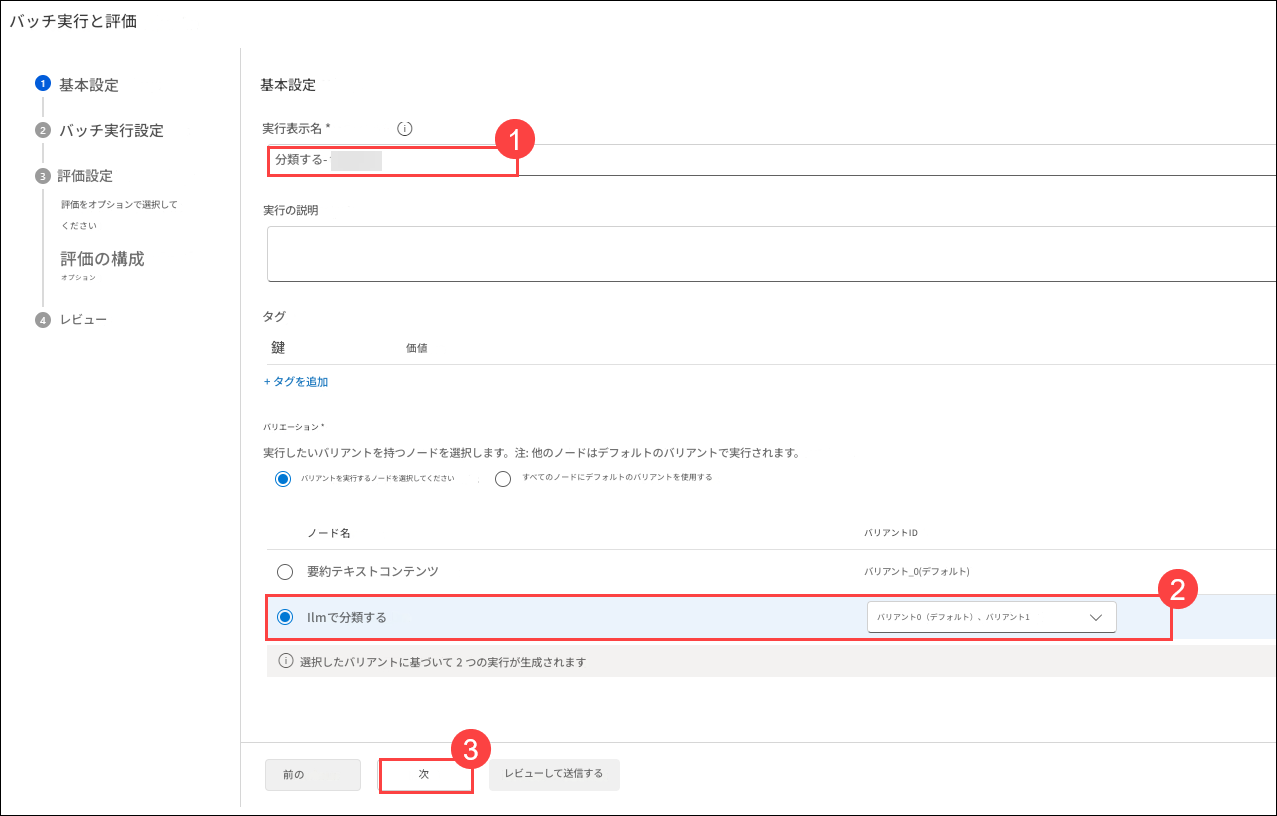 バッチ実行と評価
1 基本設定
2 バッチ実行設定
3 評価設定
評価をオプションで選択して
ください
評価の構成
オプション
4 レビュー
基本設定
実行表示名 *
1
分類する-
実行の説明
タグ
鍵 価値
+ タグを追加
バリエーション *
実行したいバリアントを持つノードを選択します。注: 他のノードはデフォルトのバリアントで実行されます。
バリアントを実行するノードを選択してください すべてのノードにデフォルトのバリアントを使用する
ノード名 バリアントID
要約テキストコンテンツ バリアント_0(デフォルト)
2
Ilmで分類する バリアント0（デフォルト）、バリアント1
選択したバリアントに基づいて 2 つの実行が生成されます
3
前の 次 レビューして送信する